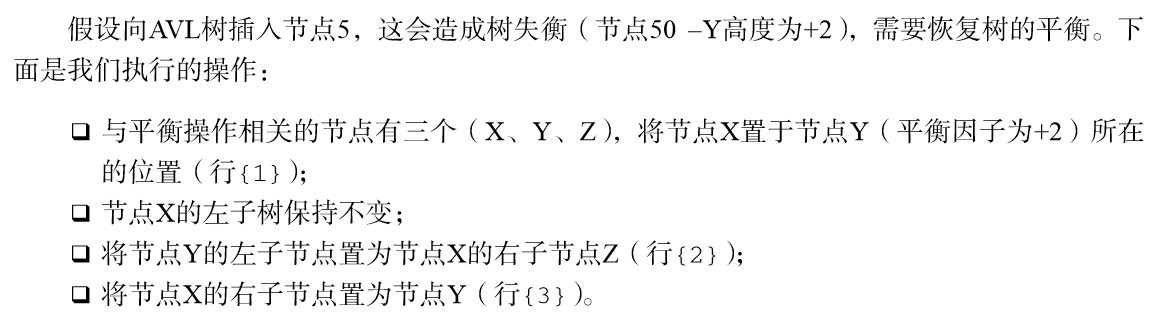 假设向AVL树插入节点5，这会造成树失衡（节点50 –Y高度为+2），需要恢复树的平衡。下
面是我们执行的操作：
❑ 与平衡操作相关的节点有三个（X、Y、Z），将节点X置于节点Y（平衡因子为+2）所在
的位置（行{1}）；
❑ 节点X的左子树保持不变；
❑ 将节点Y的左子节点置为节点X的右子节点Z（行{2}）；
❑ 将节点X的右子节点置为节点Y（行{3}）。